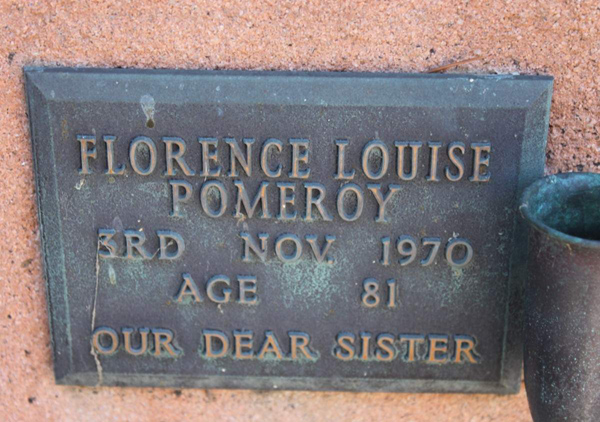 FLORENCE LOUISE
POMEROY
3RD NOV. 1970
AGE 81
OUR DEAR SISTER